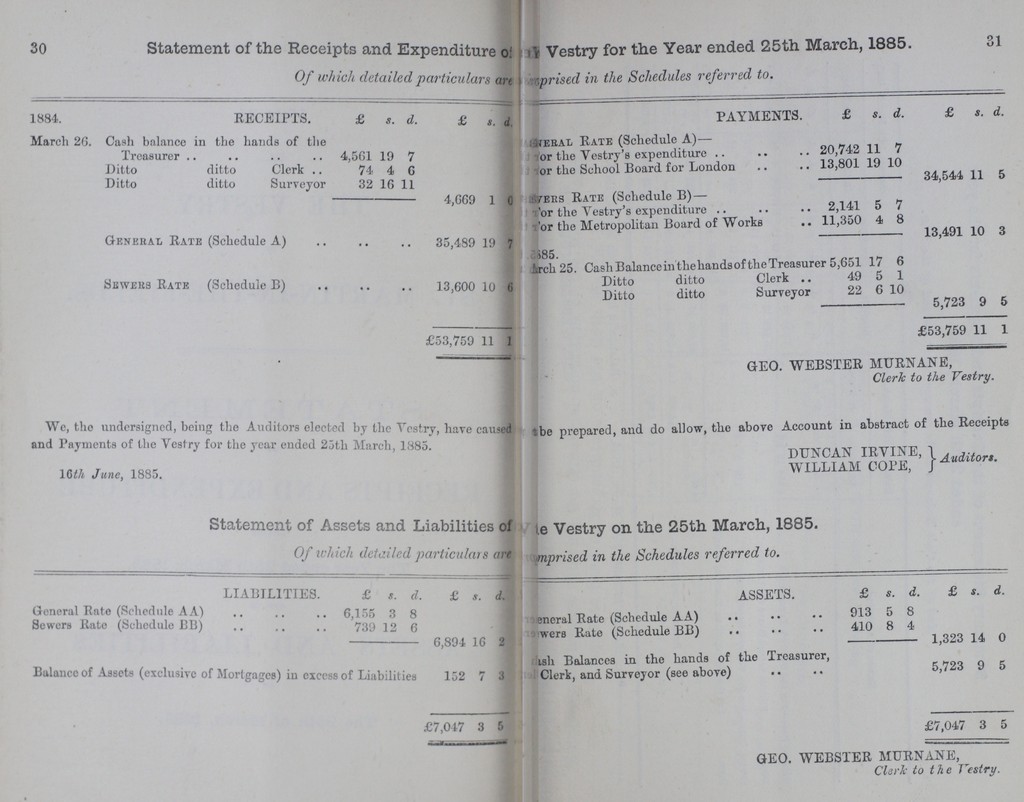 30
Statement of the Receipts and Expenditure of Vestry for the Year ended 25th March, 1885.
31
Of which detailed particulars are comprised in the Schedules referred to.
1884. RECEIPTS. £ s. d. £ s. d.
March 26. Cash balance in the hands of the
Treasurer .. .. .. .. 4,561 19 7
Ditto ditto Clerk .. 74 4 6
Ditto ditto Surveyor 32 16 11
4,669 1 0
GENERAL RATE (Schedule A) .. .. .. 35,489 19 7
SEWERS RATE (Schedule B) .. .. .. 13,600 10 6
£53,759 11 1
PAYMENTS. £ s. d. £ s. d.
GENERAL RATE (Schedule A)—
For the Vestry's expenditure .. .. .. 20,742 11 7
For the School Board for London .. .. 13,801 19 10
34,544 11 5
SEWERS RATE (Schedule B)—
For the Vestry's expenditure .. .. .. 2,141 5 7
For the Metropolitan Board of Works .. 11,350 4 8
13,491 10 3
1885.
March 25. Cash Balance in the hands of the Treasurer 5,651 17 6
Ditto ditto Clerk .. 49 5 1
Ditto ditto Surveyor 22 6 10
5,723 9 5
£53,759 11 1
GEO. WEBSTER MURNANE,
Clerk to the Vestry.
We, the undersigned, being the Auditors elected by the Vestry, have caused be prepared, and do allow, the above Account in abstract of the Receipts
and Payments of the Vestry for the year ended 25th March, 1885.
DUNCAN IRVINE,
WILLIAM COPE, } Auditors.
16th June, 1885.
Statement of Assets and Liabilities of Vestry on the 25th March, 1885.
Of which detailed particulars are comprised in the Schedules referred to.
LIABILITIES. £ s. d. £ s. d.
General Rate (Schedule AA) .. .. .. 6,155 3 8
Sewers Rate (Schedule BB) .. .. .. 739 12 6
6,894 16 2
Balance of Assets (exclusive of Mortgages) in excess of Liabilities 152 7 3
£7,047 3 5
ASSETS. £ s. d. £ s. d.
General Rate (Schedule AA) .. .. .. 913 5 8
Sewers Rate (Schedule BB) .. .. .. 410 8 4
1,323 14 0
Cash Balances in the hands of the Treasurer,
Clerk, and Surveyor (see above) .. .. 5,723 9 5
£7,047 3 5
GEO. WEBSTER MURNANE,
Clerk to the Vestry.